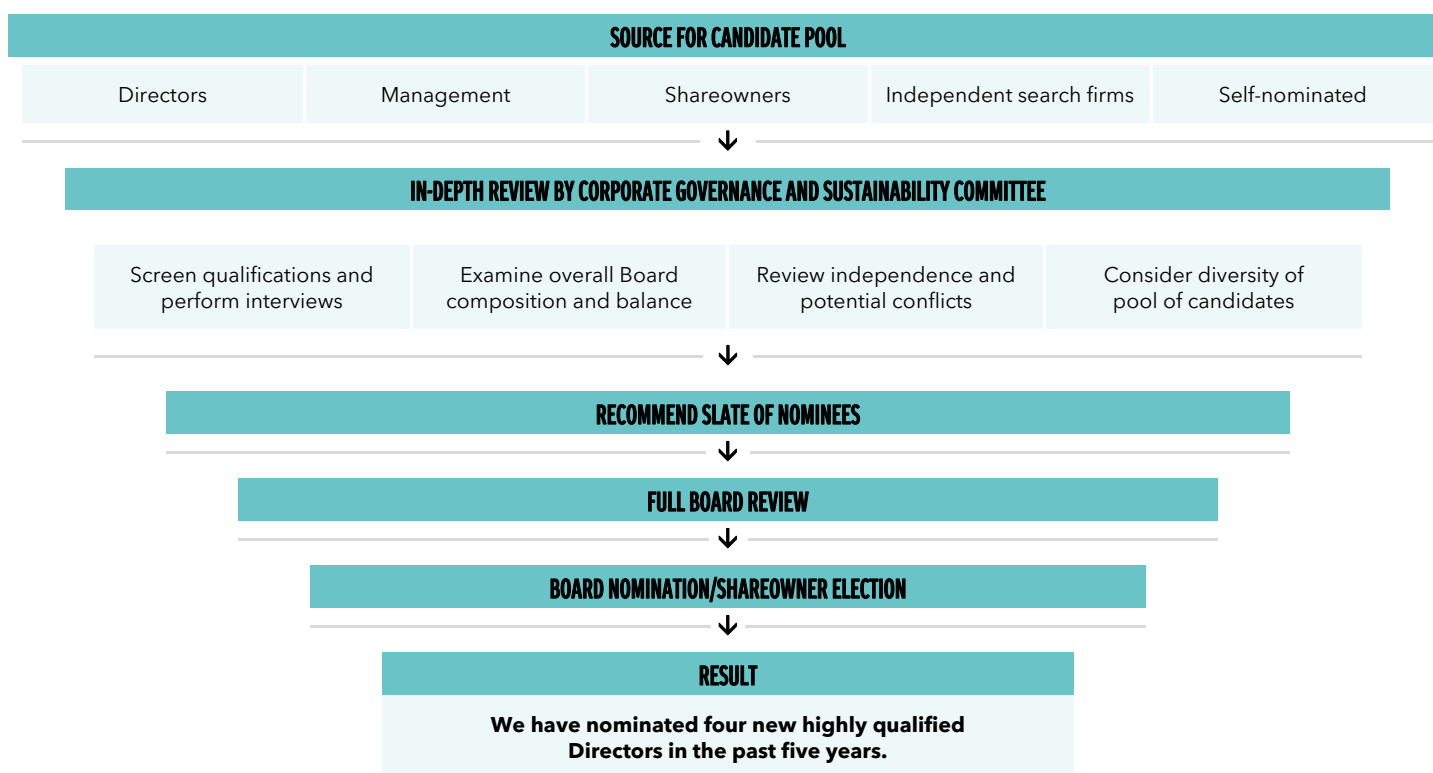 SOURCE FOR CANDIDATE POOL
Directors
Management
Shareowners
Independent search firms
Self-nominated
IN-DEPTH REVIEW BY CORPORATE GOVERNANCE AND SUSTAINABILITY COMMITTEE
Screen qualifications and
perform interviews
Examine overall Board
composition and balance
Review independence and
potential conflicts
Consider diversity of
pool of candidates
RECOMMEND SLATE OF NOMINEES
FULL BOARD REVIEW
BOARD NOMINATION/SHAREOWNER ELECTION
RESULT
We have nominated four new highly qualified
Directors in the past five years.